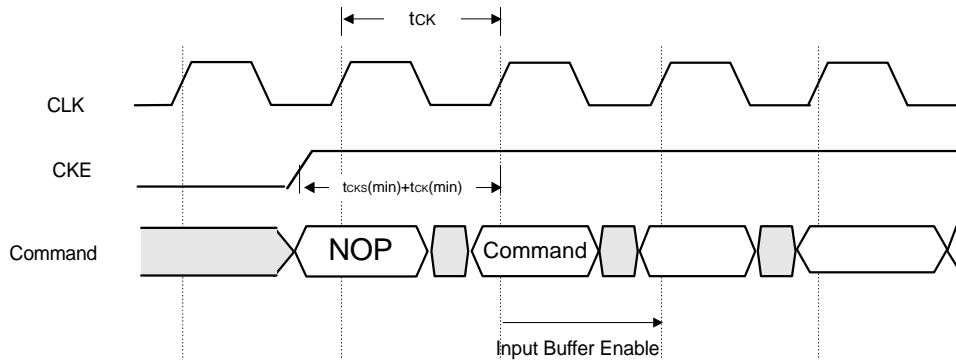 tCK
CLK
CKE
tCKS(min)+tCK(min)
Command
NOP
Command
Input Buffer Enable